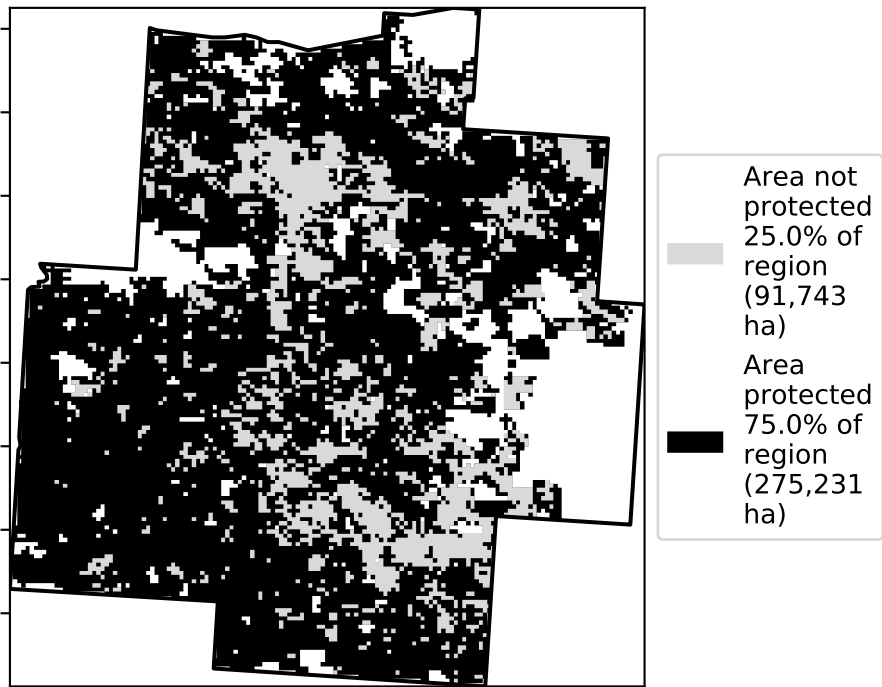 Area not
protected
25.0% of
region
(91,743
ha)
Area
protected
75.0% of
region
(275,231
ha)